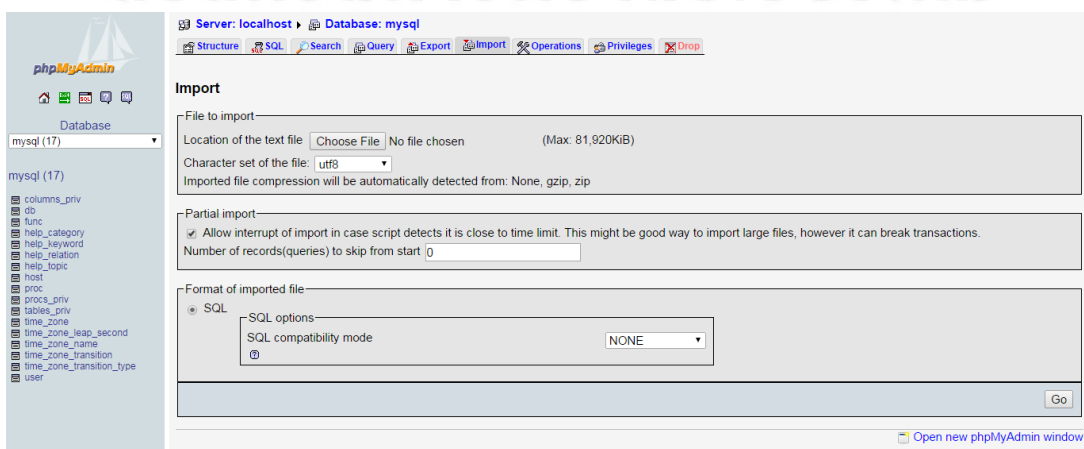 Server: localhost ▸ Database: mysql
Structure SQL Search Query Export Import Operations Privileges Drop
phpMyAdmin
Database
mysql (17)
mysql (17)
columns_priv
db
func
help_category
help_keyword
help_relation
help_topic
host
proc
procs_priv
tables_priv
time_zone
time_zone_leap_second
time_zone_name
time_zone_transition
time_zone_transition_type
user
Import
File to import
Location of the text file Choose File No file chosen (Max: 81,920KiB)
Character set of the file: utf8
Imported file compression will be automatically detected from: None, gzip, zip
Partial import
Allow interrupt of import in case script detects it is close to time limit. This might be good way to import large files, however it can break transactions.
Number of records(queries) to skip from start 0
Format of imported file
SQL
SQL options
SQL compatibility mode NONE
Go
Open new phpMyAdmin window